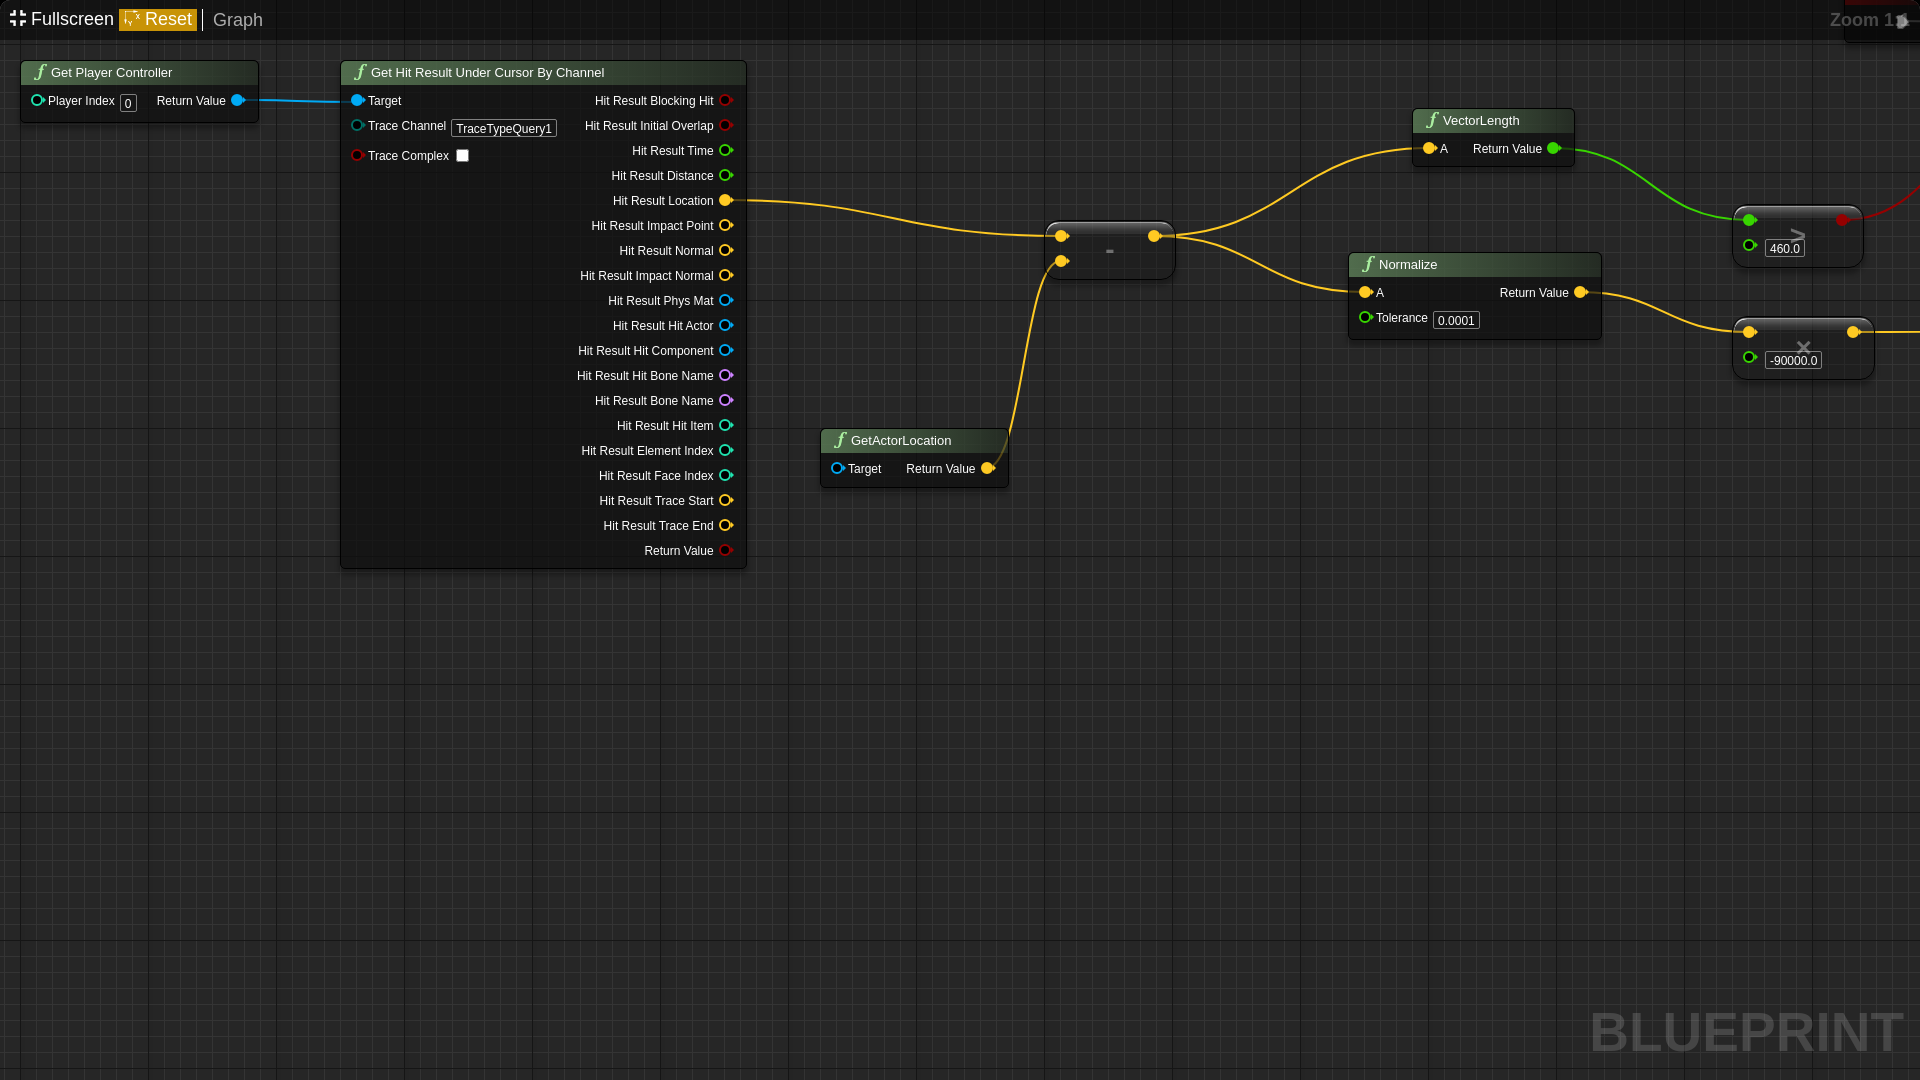 Fullscreen Reset Graph
Zoom 1:1
Get Player Controller
Player Index 0 Return Value
Get Hit Result Under Cursor By Channel
Target Hit Result Blocking Hit
Trace Channel TraceTypeQuery1 Hit Result Initial Overlap
Hit Result Time
Trace Complex
Hit Result Distance
Hit Result Location
Hit Result Impact Point
Hit Result Normal
Hit Result Impact Normal
Hit Result Phys Mat
Hit Result Hit Actor
Hit Result Hit Component
Hit Result Hit Bone Name
Hit Result Bone Name
Hit Result Hit Item
Hit Result Element Index
Hit Result Face Index
Hit Result Trace Start
Hit Result Trace End
Return Value
GetActorLocation
Target Return Value
-
VectorLength
A Return Value
Normalize
A Return Value
Tolerance 0.0001
≥
460.0
×
-90000.0
BLUEPRINT